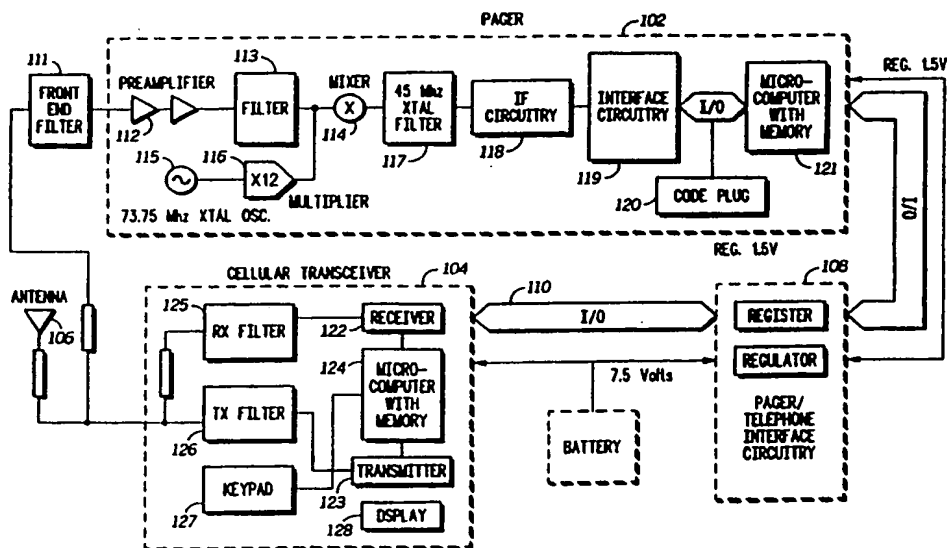 PAGER
102
111
FRONT
END
FILTER
PREAMPLIFIER
112
113
FILTER
MIXER
X
114
45 Mhz
XTAL
FILTER
117
IF
CIRCUITRY
118
INTERFACE
CIRCUITRY
119
I/O
MICRO-
COMPUTER
WITH
MEMORY
121
REG. 1.5V
115
116
X12
MULTIPLIER
73.75 Mhz XTAL OSC.
120
CODE PLUG
I/O
REG. 1.5V
CELLULAR TRANSCEIVER
104
110
I/O
108
ANTENNA
106
125
RX FILTER
RECEIVER
122
124
MICRO-
COMPUTER
WITH
MEMORY
TX FILTER
126
KEYPAD
127
TRANSMITTER
123
DSPLAY
128
7.5 Volts
BATTERY
REGISTER
REGULATOR
PAGER/
TELEPHONE
INTERFACE
CIRCUITRY